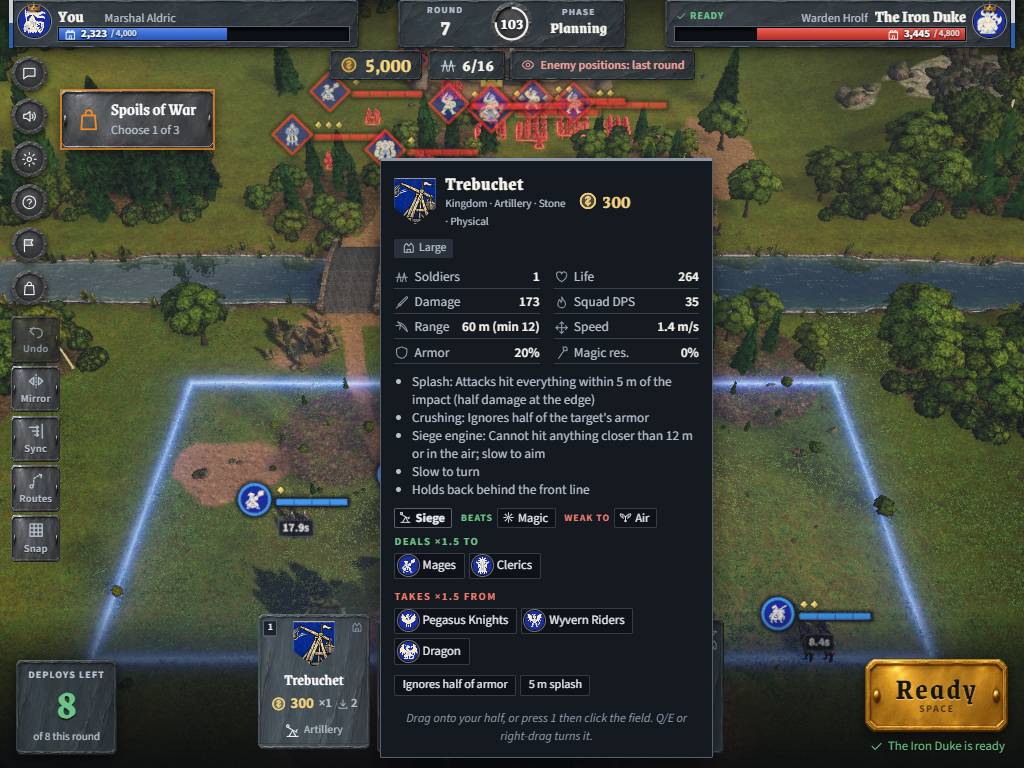 You Marshal Aldric
2,323 / 4,000
ROUND
7
103
PHASE
Planning
READY
Warden Hrolf The Iron Duke
3,445 / 4,800
5,000
6/16
Enemy positions: last round
Spoils of War
Choose 1 of 3
Undo
Mirror
Sync
Routes
Snap
Trebuchet
300
Kingdom · Artillery · Stone
· Physical
Large
Soldiers 1
Life 264
Damage 173
Squad DPS 35
Range 60 m (min 12)
Speed 1.4 m/s
Armor 20%
Magic res. 0%
• Splash: Attacks hit everything within 5 m of the
impact (half damage at the edge)
• Crushing: Ignores half of the target's armor
• Siege engine: Cannot hit anything closer than 12 m
or in the air; slow to aim
• Slow to turn
• Holds back behind the front line
Siege BEATS Magic WEAK TO Air
DEALS ×1.5 TO
Mages Clerics
TAKES ×1.5 FROM
Pegasus Knights Wyvern Riders
Dragon
Ignores half of armor 5 m splash
Drag onto your half, or press 1 then click the field. Q/E or
right-drag turns it.
17.9s
8.4s
DEPLOYS LEFT
8
of 8 this round
1
Trebuchet
300 ×1 2
Artillery
Ready
SPACE
The Iron Duke is ready